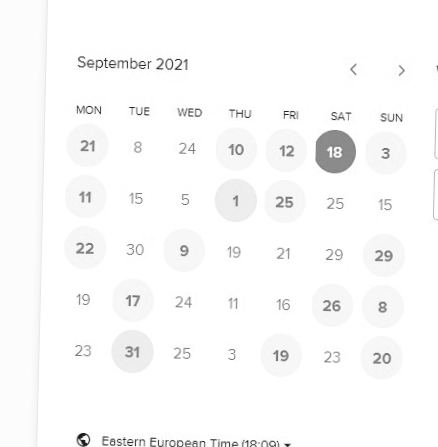 September 2021
MON TUE WED THU FRI SAT SUN
21 8 24 10 12 18 3
11 15 5 1 25 25 15
22 30 9 19 21 29 29
19 17 24 11 16 26 8
23 31 25 3 19 23 20
Eastern European Time (18:09)